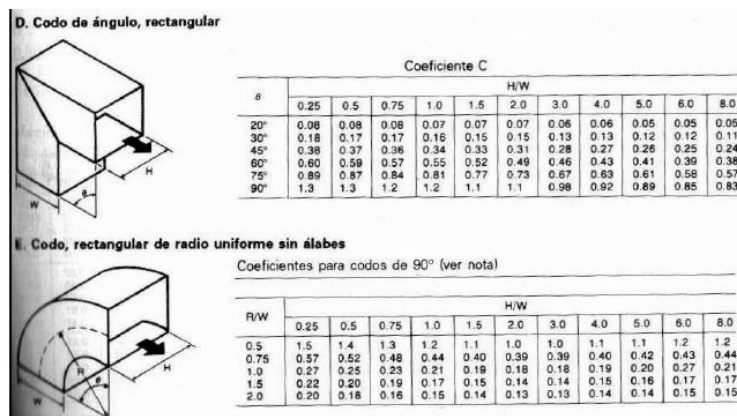 D. Codo de ángulo, rectangular
Coeficiente C
θ H/W
0.25 0.5 0.75 1.0 1.5 2.0 3.0 4.0 5.0 6.0 8.0
20° 0.08 0.08 0.08 0.07 0.07 0.07 0.06 0.06 0.05 0.05 0.05
30° 0.18 0.17 0.17 0.16 0.15 0.15 0.13 0.13 0.12 0.12 0.11
45° 0.38 0.37 0.36 0.34 0.33 0.31 0.28 0.27 0.26 0.25 0.24
60° 0.60 0.59 0.57 0.55 0.52 0.49 0.46 0.43 0.41 0.39 0.38
75° 0.89 0.87 0.84 0.81 0.77 0.73 0.67 0.63 0.61 0.58 0.57
90° 1.3 1.3 1.2 1.2 1.1 1.1 0.98 0.92 0.89 0.85 0.83
H
W
θ
Codo, rectangular de radio uniforme sin álabes
Coeficientes para codos de 90° (ver nota)
R/W H/W
0.25 0.5 0.75 1.0 1.5 2.0 3.0 4.0 5.0 6.0 8.0
0.5 1.5 1.4 1.3 1.2 1.1 1.0 1.0 1.1 1.1 1.2 1.2
0.75 0.57 0.52 0.48 0.44 0.40 0.39 0.39 0.40 0.42 0.43 0.44
1.0 0.27 0.25 0.23 0.21 0.19 0.18 0.18 0.19 0.20 0.27 0.21
1.5 0.22 0.20 0.19 0.17 0.15 0.14 0.14 0.15 0.16 0.17 0.17
2.0 0.20 0.18 0.16 0.15 0.14 0.13 0.13 0.14 0.14 0.15 0.15
R
H
W
θ